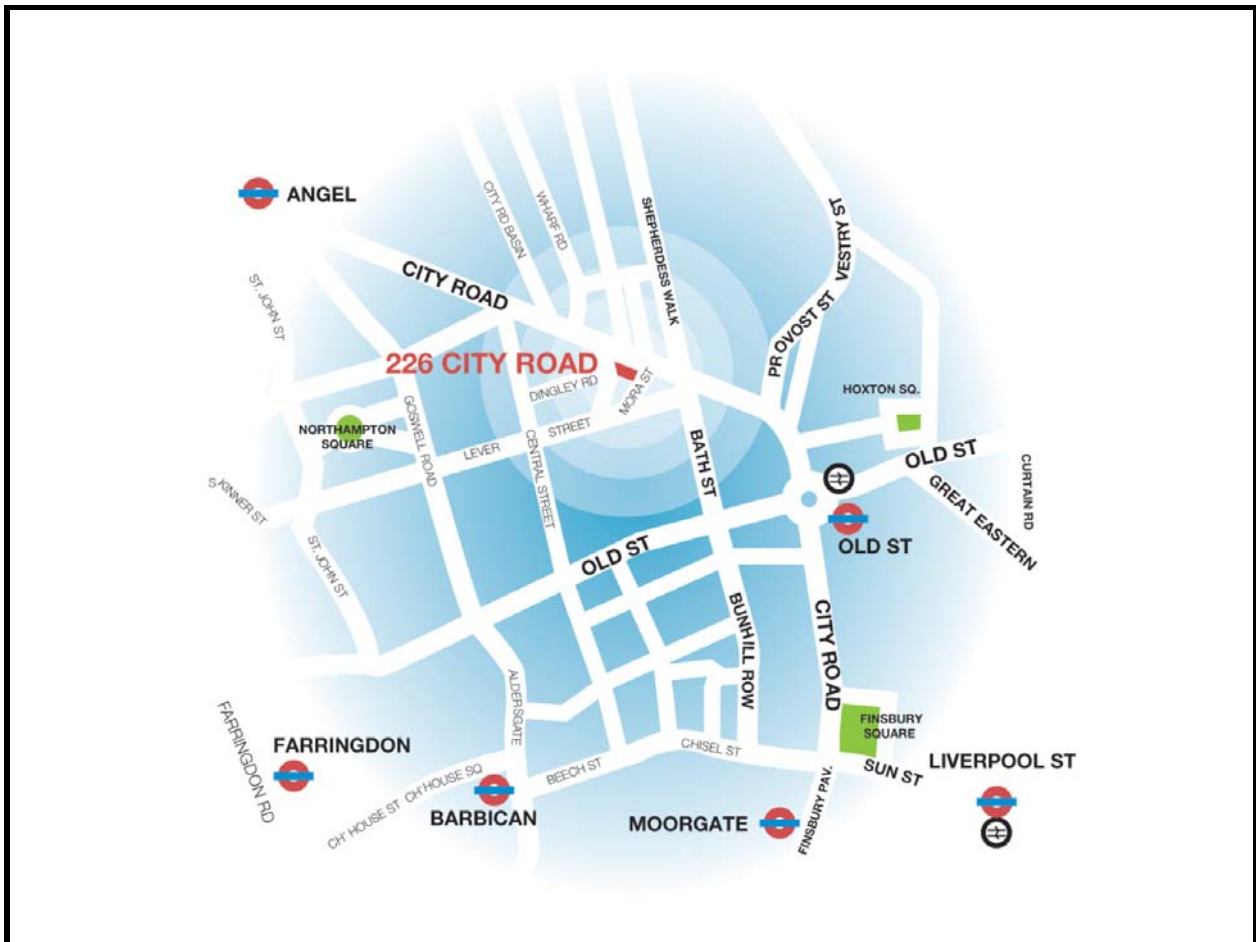 ANGEL
CITY RD BASIN
WHARF RD
SHEPHERDESS WALK
VESTRY ST
CITY ROAD
ST. JOHN ST
PROVOST ST
226 CITY ROAD
DINGLEY RD
MORA ST
HOXTON SQ.
GOSWELL ROAD
NORTHAMPTON
SQUARE
LEVER
STREET
CENTRAL STREET
BATH ST
OLD ST
CURTAIN RD
GREAT EASTERN
SKINNER ST
ST. JOHN ST
OLD ST
OLD ST
BUNHILL ROW
CITY ROAD
ALDERSGATE
FARRINGDON RD
FARRINGDON
CH' HOUSE ST
CH'HOUSE SQ
BARBICAN
BEECH ST
CHISEL ST
FINSBURY
SQUARE
SUN ST
LIVERPOOL ST
MOORGATE
FINSBURY PAV.